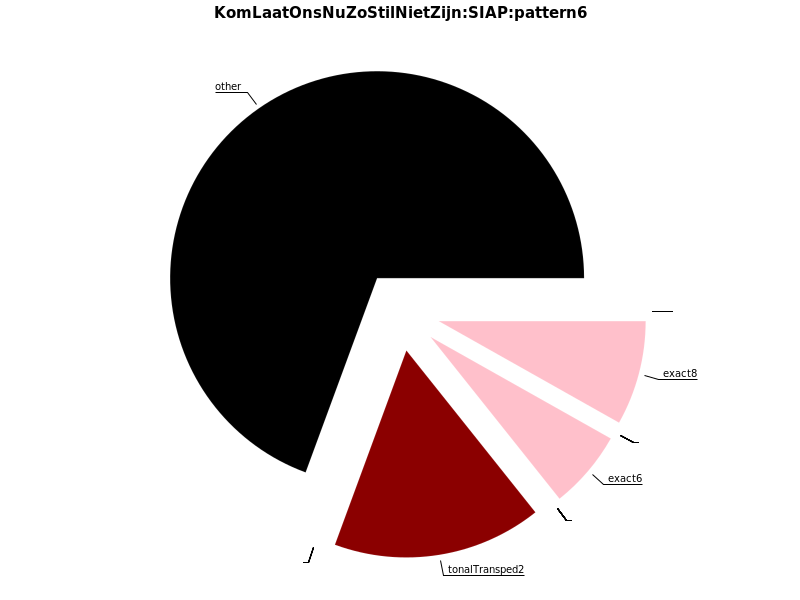 KomLaatOnsNuZoStilNietZijn:SIAP:pattern6
other
exact8
exact6
tonalTransped2